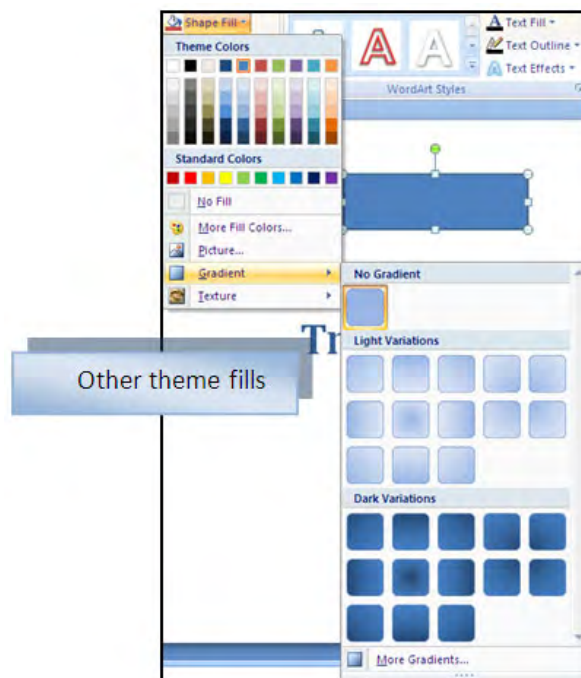 Shape Fill
Text Fill
Text Outline
Text Effects
WordArt Styles
Theme Colors
Standard Colors
No Fill
More Fill Colors...
Picture...
Gradient
Texture
No Gradient
Light Variations
Dark Variations
More Gradients...
Tr
Other theme fills